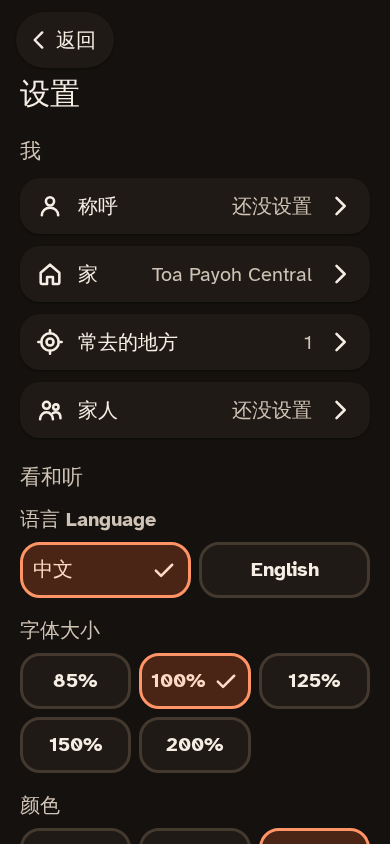 返回
设置
我
称呼 还没设置
家 Toa Payoh Central
常去的地方 1
家人 还没设置
看和听
语言 Language
中文 English
字体大小
85% 100% 125%
150% 200%
颜色